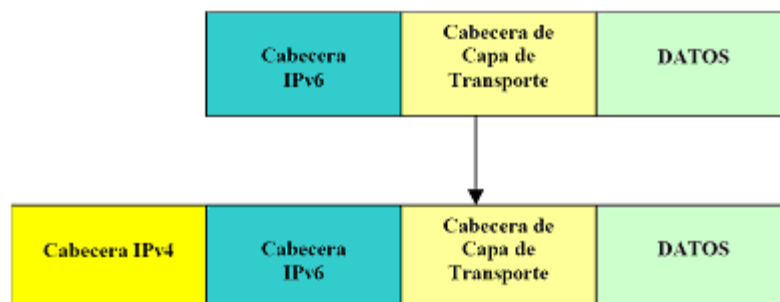 Cabecera
IPv6
Cabecera de
Capa de
Transporte
DATOS
Cabecera IPv4
Cabecera
IPv6
Cabecera de
Capa de
Transporte
DATOS